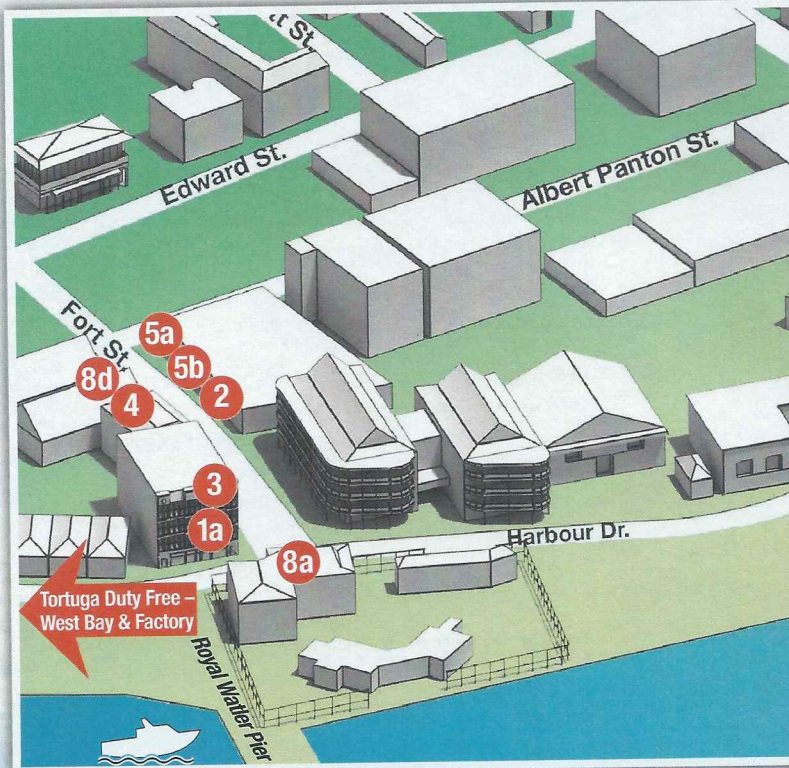 tt St.
Edward St.
Albert Panton St.
Fort St.
5a
5b
8d
2
4
3
1a
Harbour Dr.
8a
Tortuga Duty Free –
West Bay & Factory
Royal Watler Pier